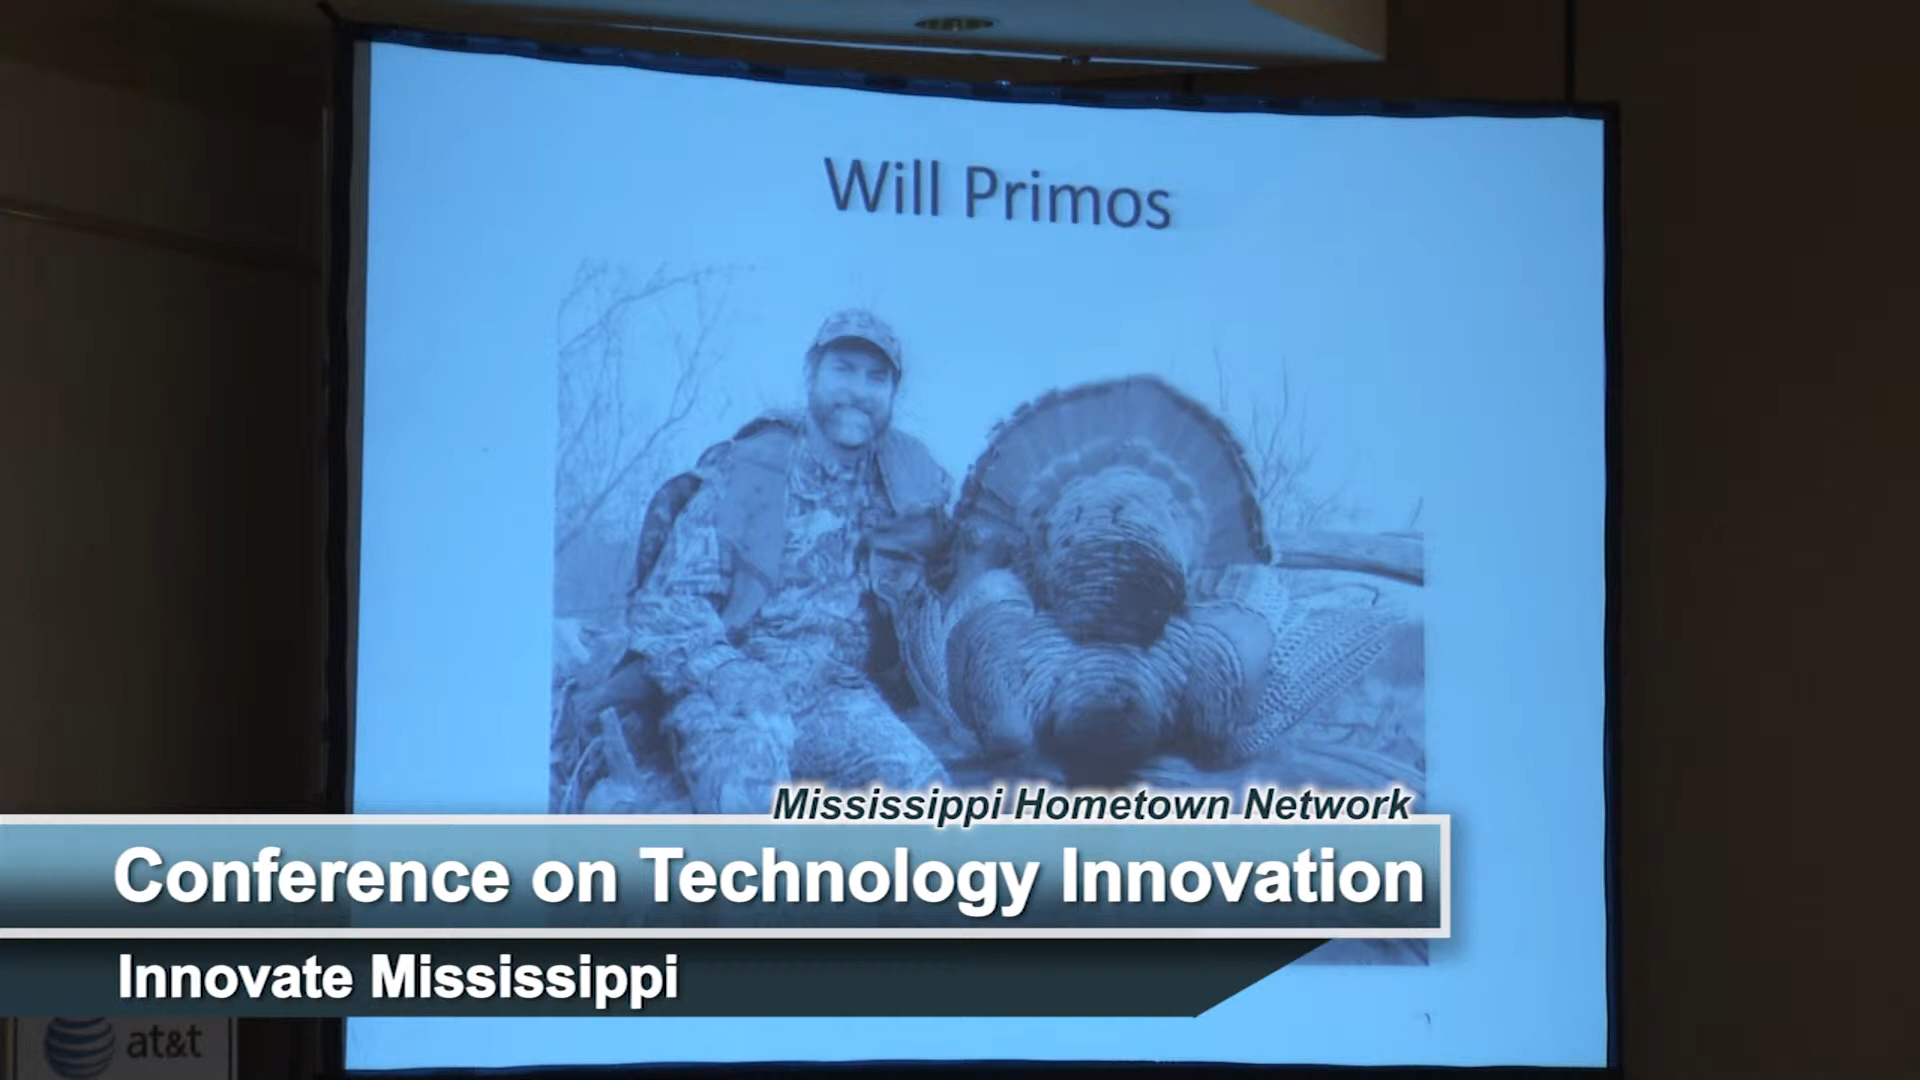 Will Primos
Mississippi Hometown Network
Conference on Technology Innovation
Innovate Mississippi
at&t